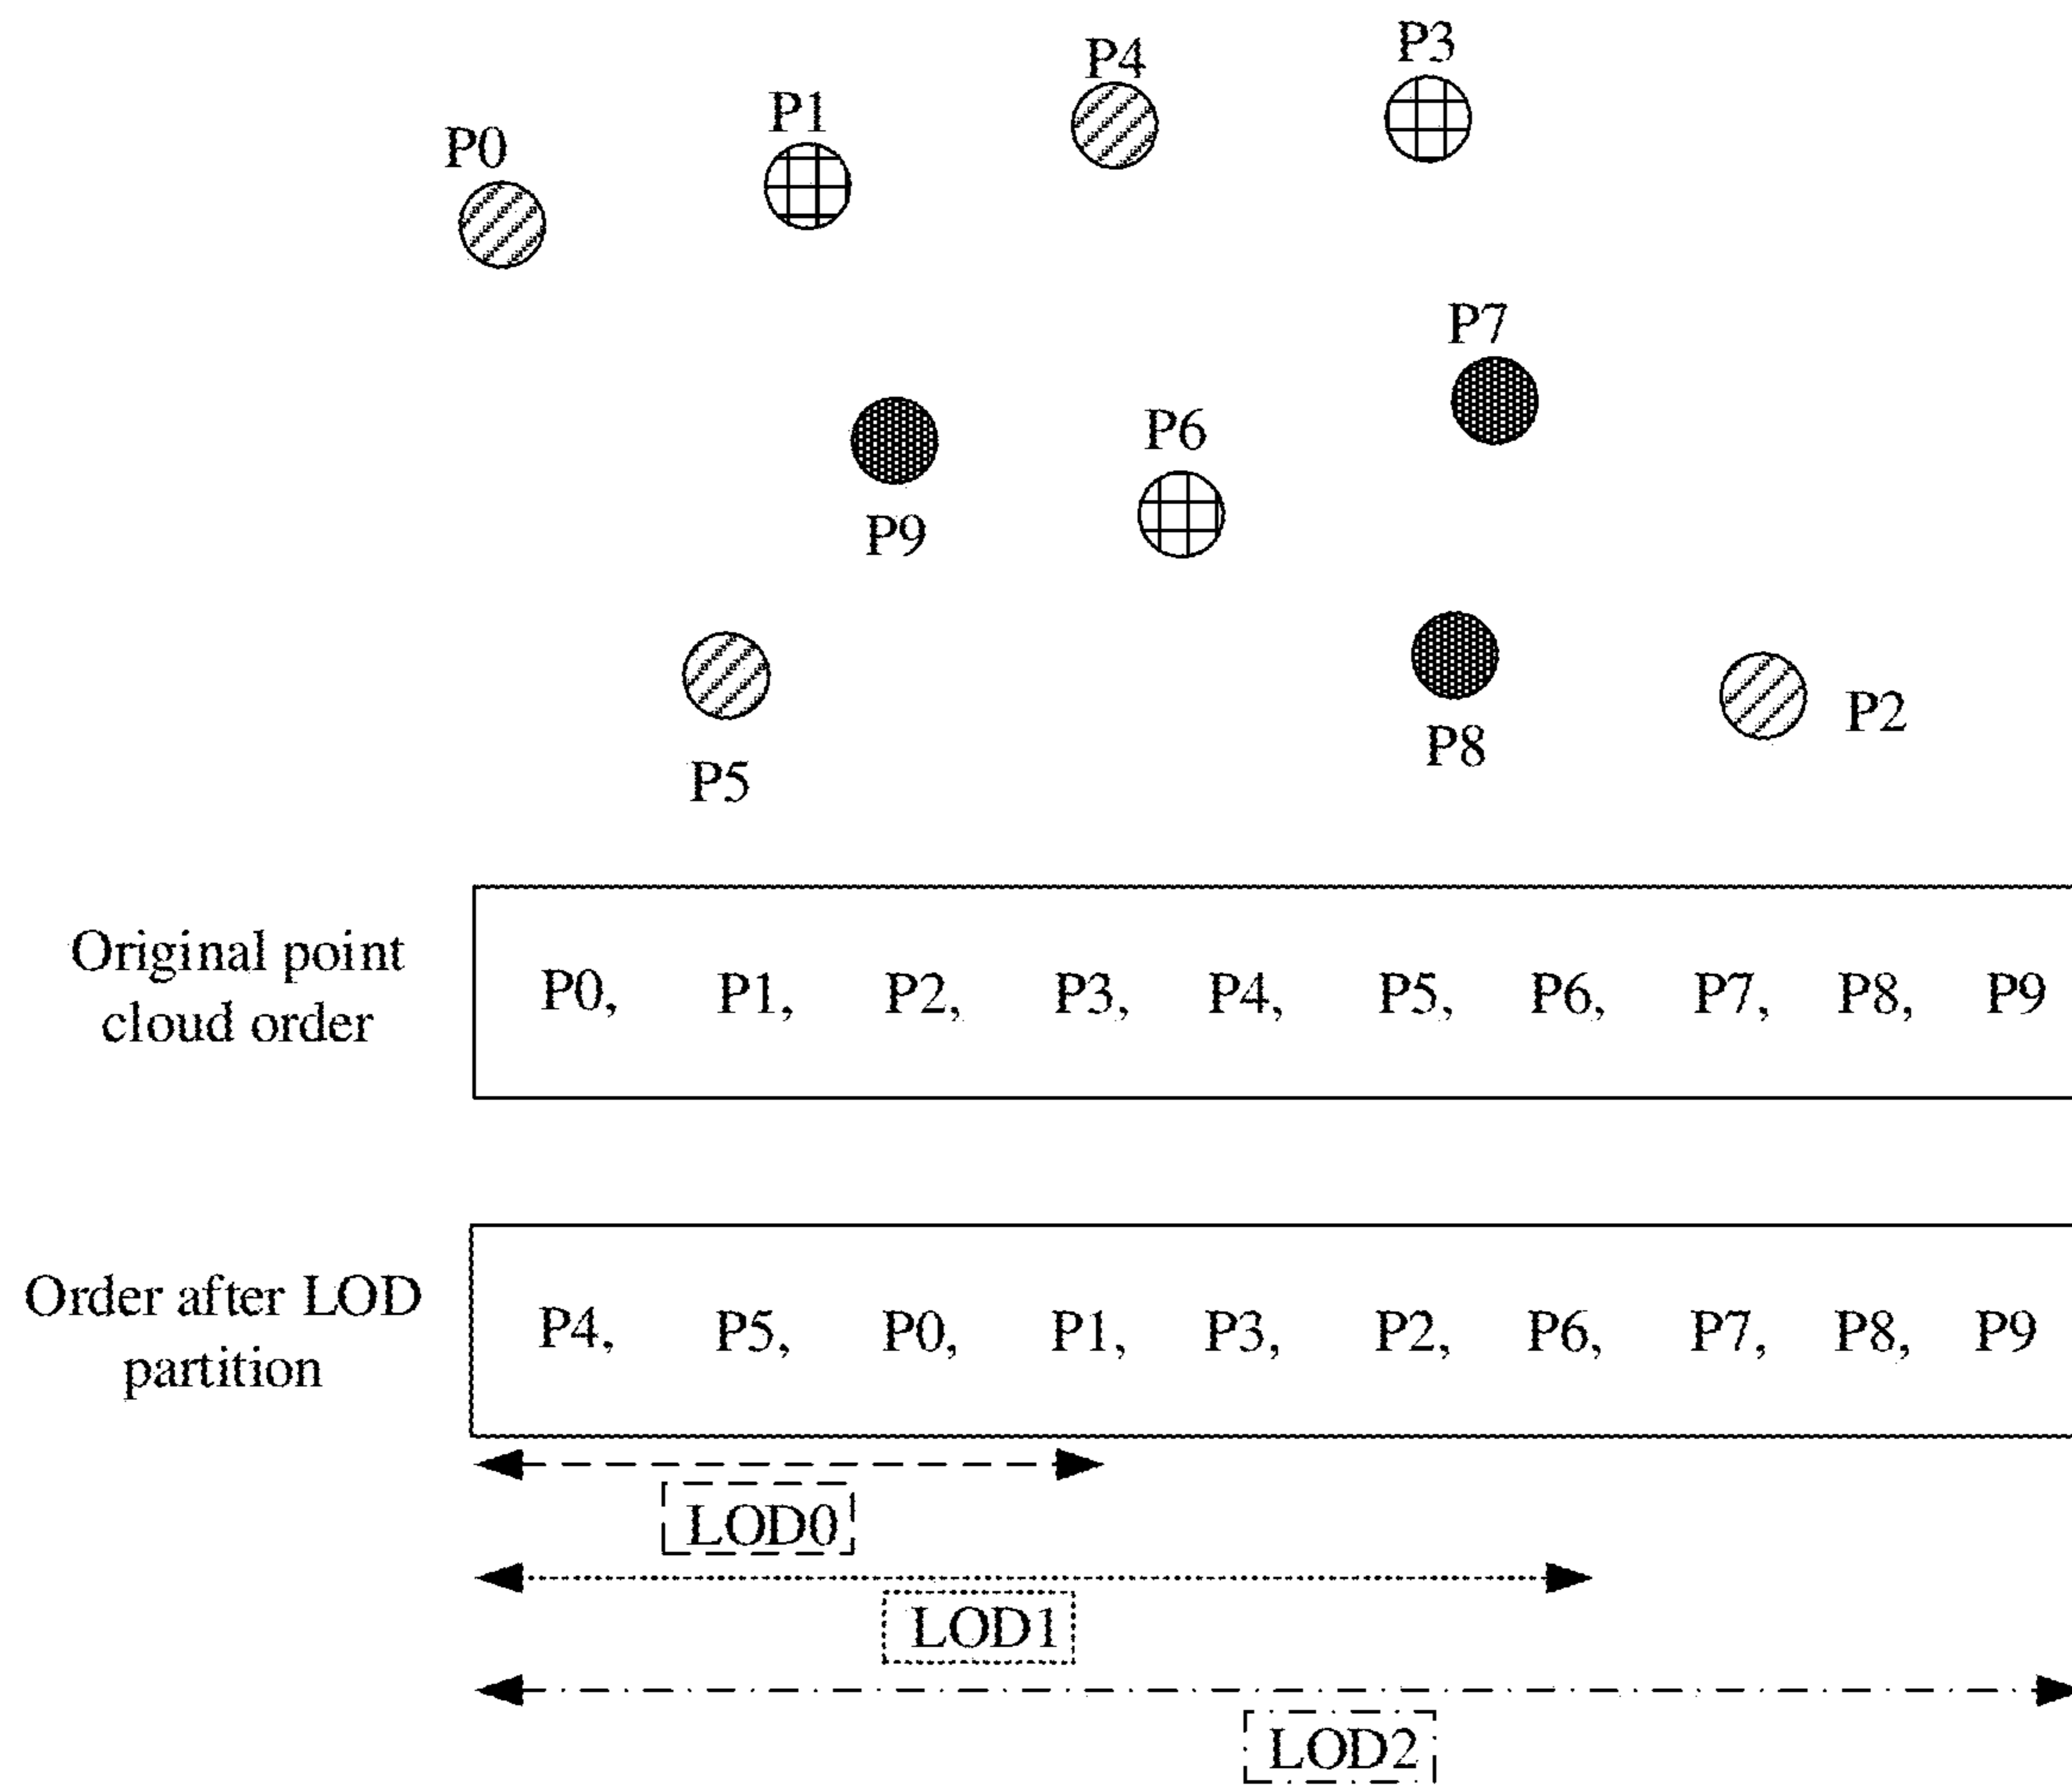 P4
P3
P1
P0
P7
P6
P9
P8
P2
P5
Original point
cloud order
P0, P1, P2, P3, P4, P5, P6, P7, P8, P9
Order after LOD
partition
P4, P5, P0, P1, P3, P2, P6, P7, P8, P9
LOD0
LOD1
LOD2